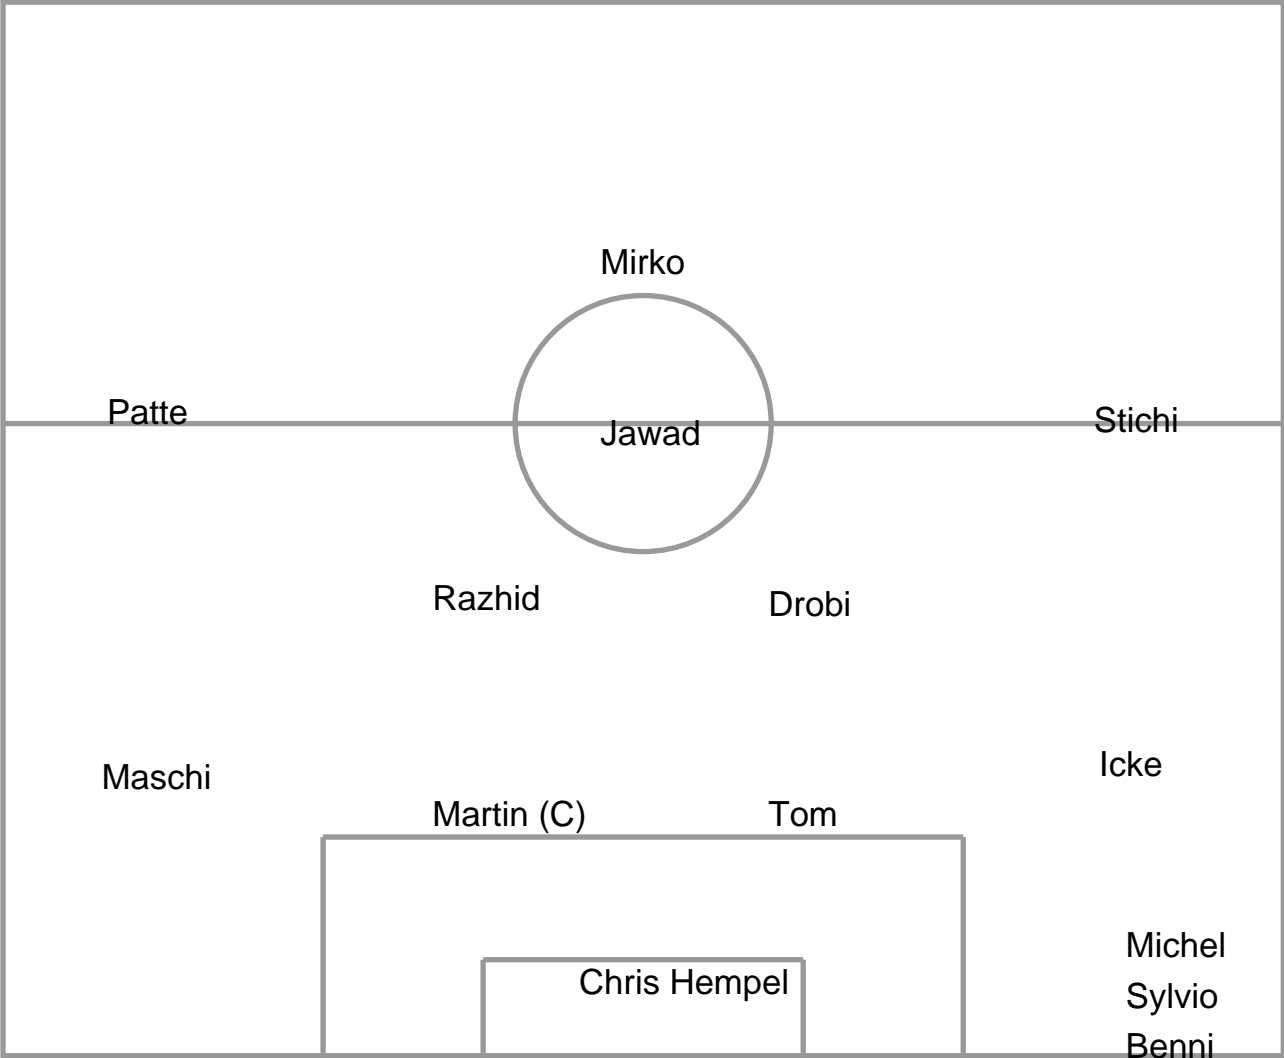 Mirko
Patte
Jawad
Stichi
Razhid
Drobi
Maschi
Icke
Martin (C)
Tom
Michel
Chris Hempel
Sylvio
Benni